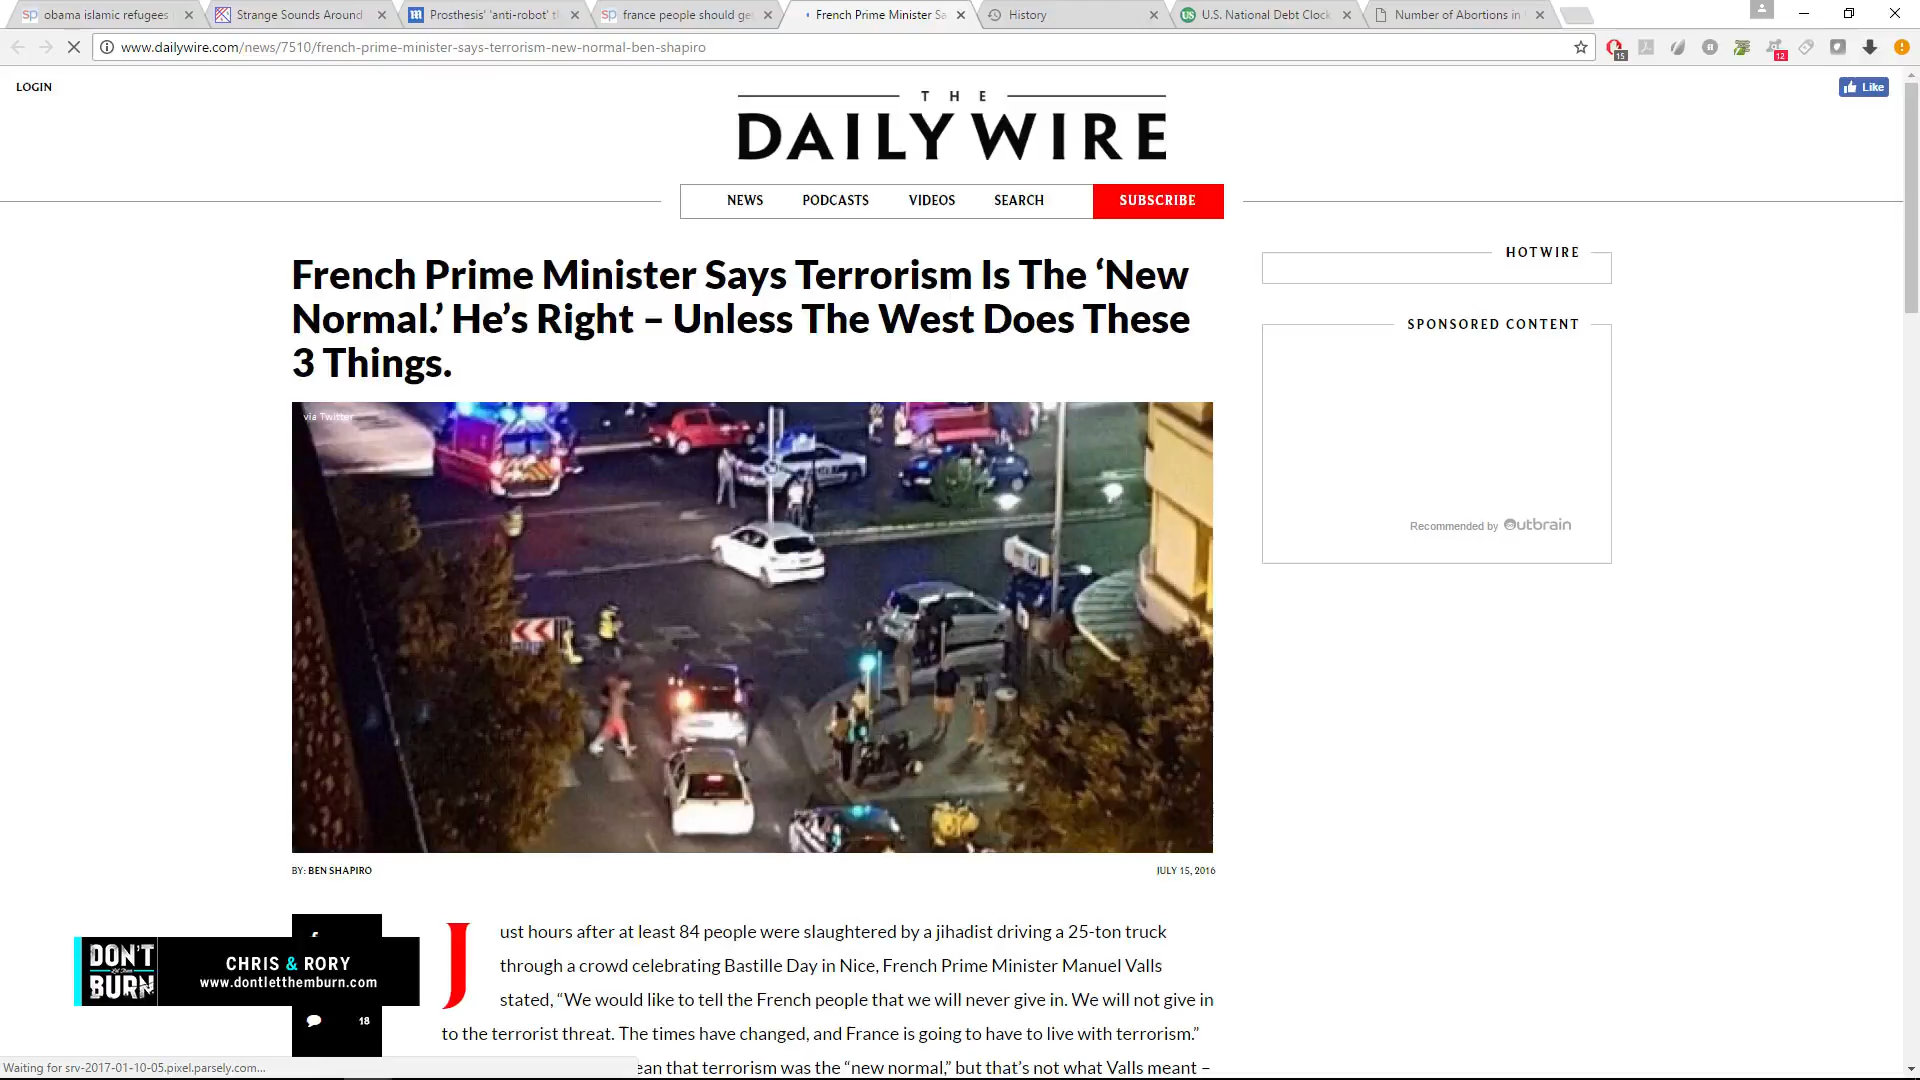 obama islamic refugees
Strange Sounds Around
Prosthesis' 'anti-robot' t
france people should ge
French Prime Minister Sa
History
U.S. National Debt Clock
Number of Abortions in
www.dailywire.com/news/7510/french-prime-minister-says-terrorism-new-normal-ben-shapiro
15
12
LOGIN
Like
THE
DAILY WIRE
NEWS
PODCASTS
VIDEOS
SEARCH
SUBSCRIBE
French Prime Minister Says Terrorism Is The ‘New
Normal.’ He’s Right – Unless The West Does These
3 Things.
HOTWIRE
SPONSORED CONTENT
Recommended by Outbrain
via Twitter
BY: BEN SHAPIRO
JULY 15, 2016
Just hours after at least 84 people were slaughtered by a jihadist driving a 25-ton truck
through a crowd celebrating Bastille Day in Nice, French Prime Minister Manuel Valls
stated, “We would like to tell the French people that we will never give in. We will not give in
to the terrorist threat. The times have changed, and France is going to have to live with terrorism.”
ean that terrorism was the “new normal,” but that’s not what Valls meant –
DON'T
Let Them
BURN
CHRIS & RORY
www.dontletthemburn.com
18
Waiting for srv-2017-01-10-05.pixel.parsely.com...